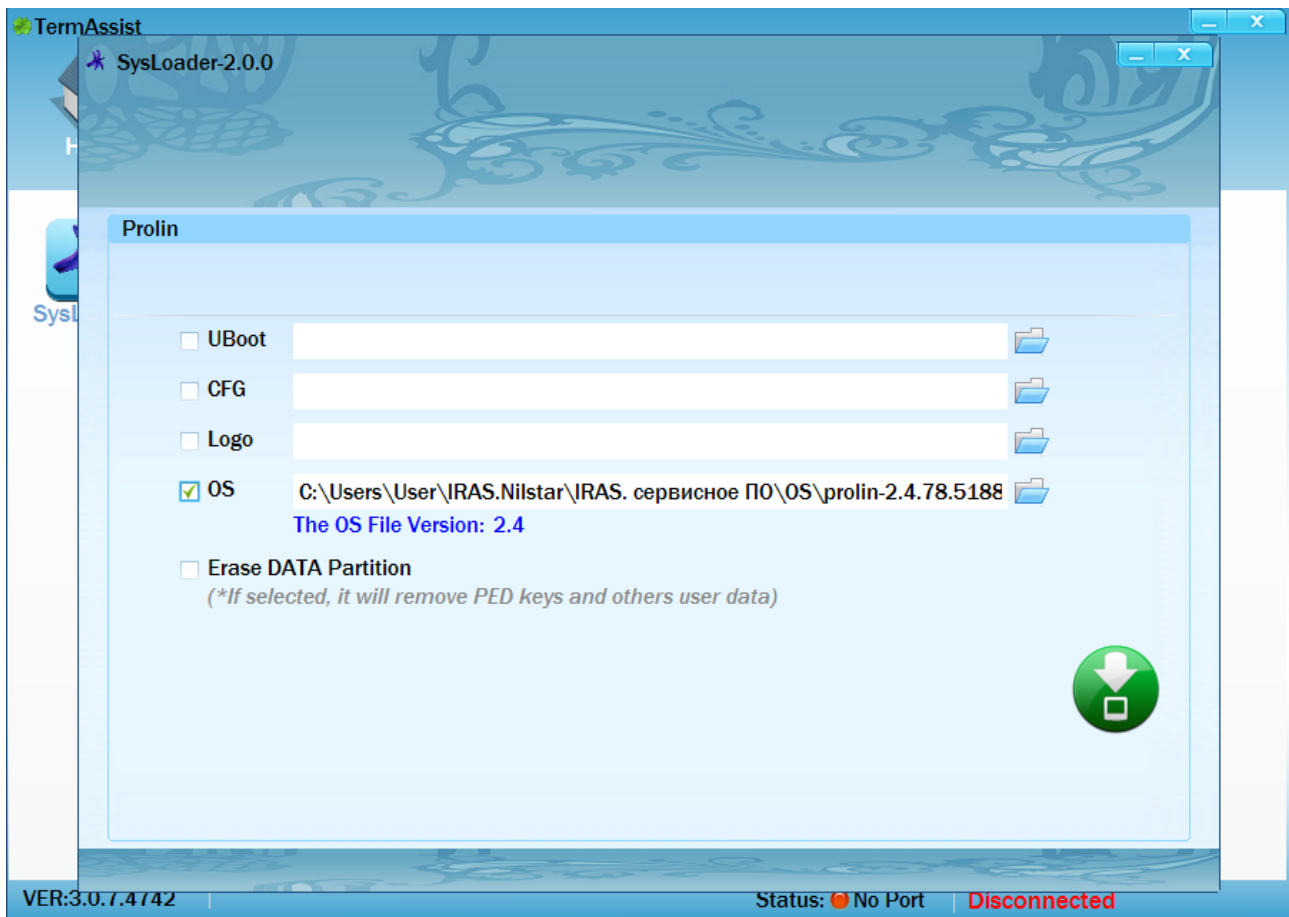 TermAssist
SysLoader-2.0.0
Prolin
UBoot
CFG
Logo
OS C:\Users\User\IRAS.Nilstar\IRAS. сервисное ПО\OS\prolin-2.4.78.5188
The OS File Version: 2.4
Erase DATA Partition
(*If selected, it will remove PED keys and others user data)
VER:3.0.7.4742 Status: No Port Disconnected